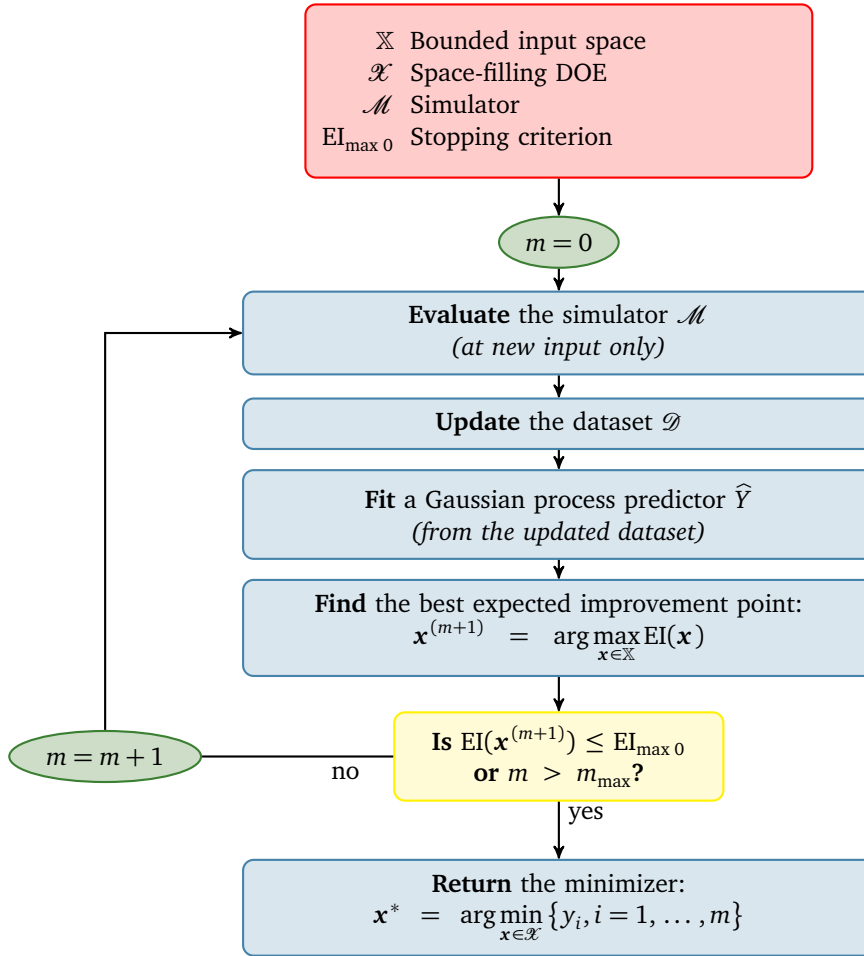 𝕏 Bounded input space
𝒳 Space-filling DOE
ℳ Simulator
EI_max 0 Stopping criterion
m = 0
Evaluate the simulator ℳ
(at new input only)
Update the dataset 𝒟
Fit a Gaussian process predictor Ŷ
(from the updated dataset)
Find the best expected improvement point:
x^(m+1) = arg max EI(x)
x∈𝕏
Is EI(x^(m+1)) ≤ EI_max 0
or m > m_max?
m = m + 1
no
yes
Return the minimizer:
x* = arg min {y_i, i = 1, … , m}
x∈𝒳